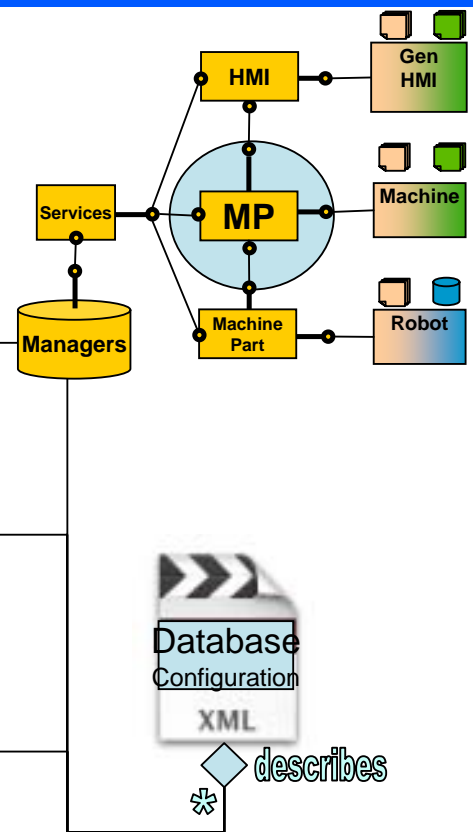 Gen
HMI
HMI
Machine
Services
MP
Robot
Machine
Part
Managers
Database
Configuration
XML
describes
*